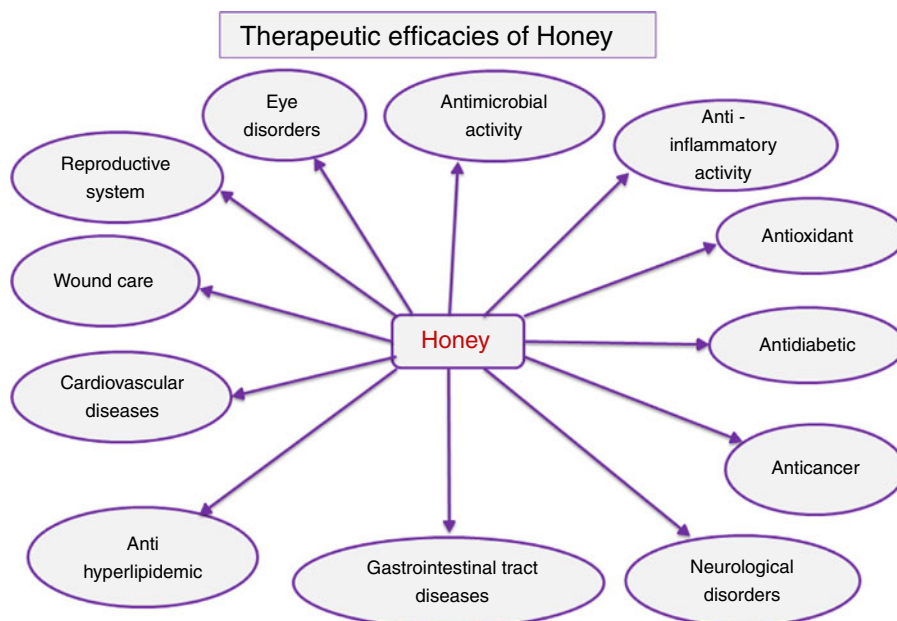 Therapeutic efficacies of Honey
Eye
disorders
Antimicrobial
activity
Anti -
inflammatory
activity
Reproductive
system
Antioxidant
Wound care
Honey
Antidiabetic
Cardiovascular
diseases
Anticancer
Anti
hyperlipidemic
Gastrointestinal tract
diseases
Neurological
disorders